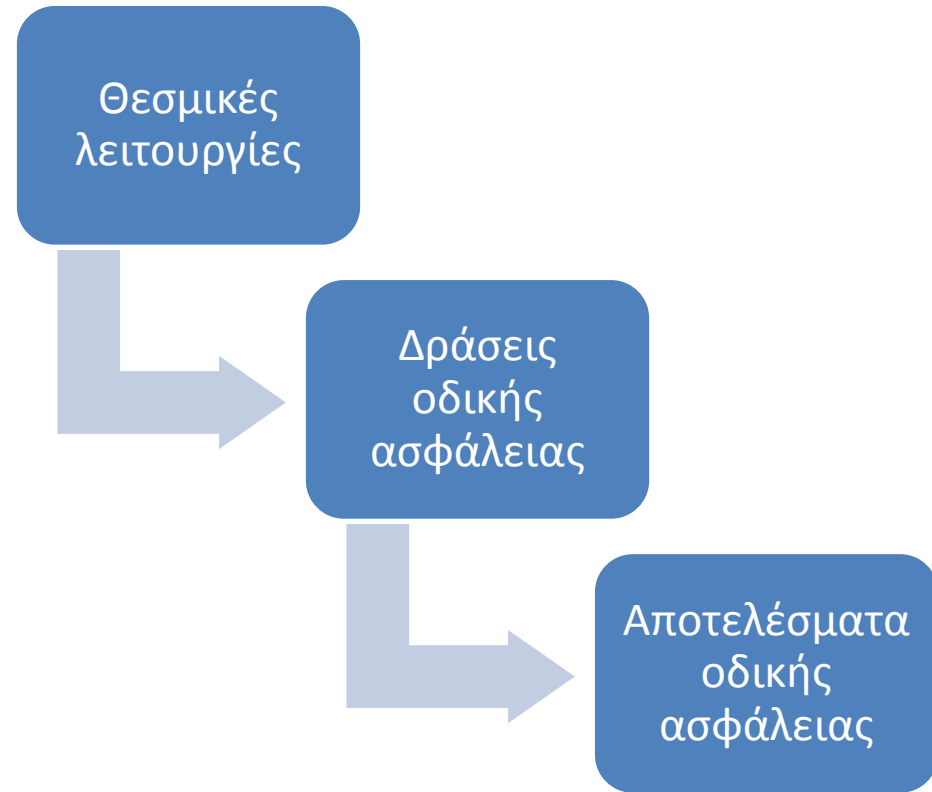 Θεσμικές
λειτουργίες
Δράσεις
οδικής
ασφάλειας
Αποτελέσματα
οδικής
ασφάλειας